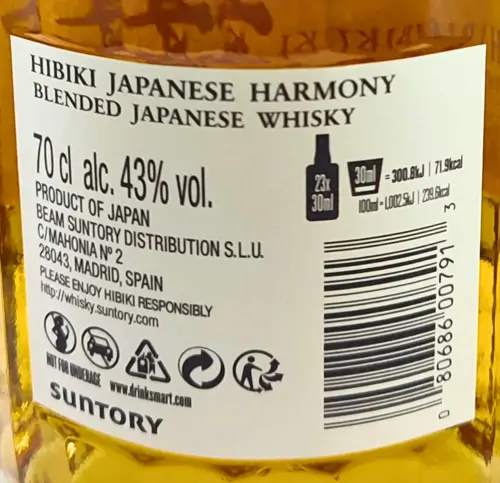 HIBIKI JAPANESE HARMONY
BLENDED JAPANESE WHISKY
70 cl alc. 43% vol.
PRODUCT OF JAPAN
BEAM SUNTORY DISTRIBUTION S.L.U.
C/MAHONIA Nº 2
28043, MADRID, SPAIN
PLEASE ENJOY HIBIKI RESPONSIBLY
http://whisky.suntory.com
23x
30ml
30ml = 300.8kJ | 71.9kcal
100ml = 1,002.5kJ | 239.6kcal
0 80686 00791 3
NOT FOR UNDERAGE
www.drinksmart.com
SUNTORY